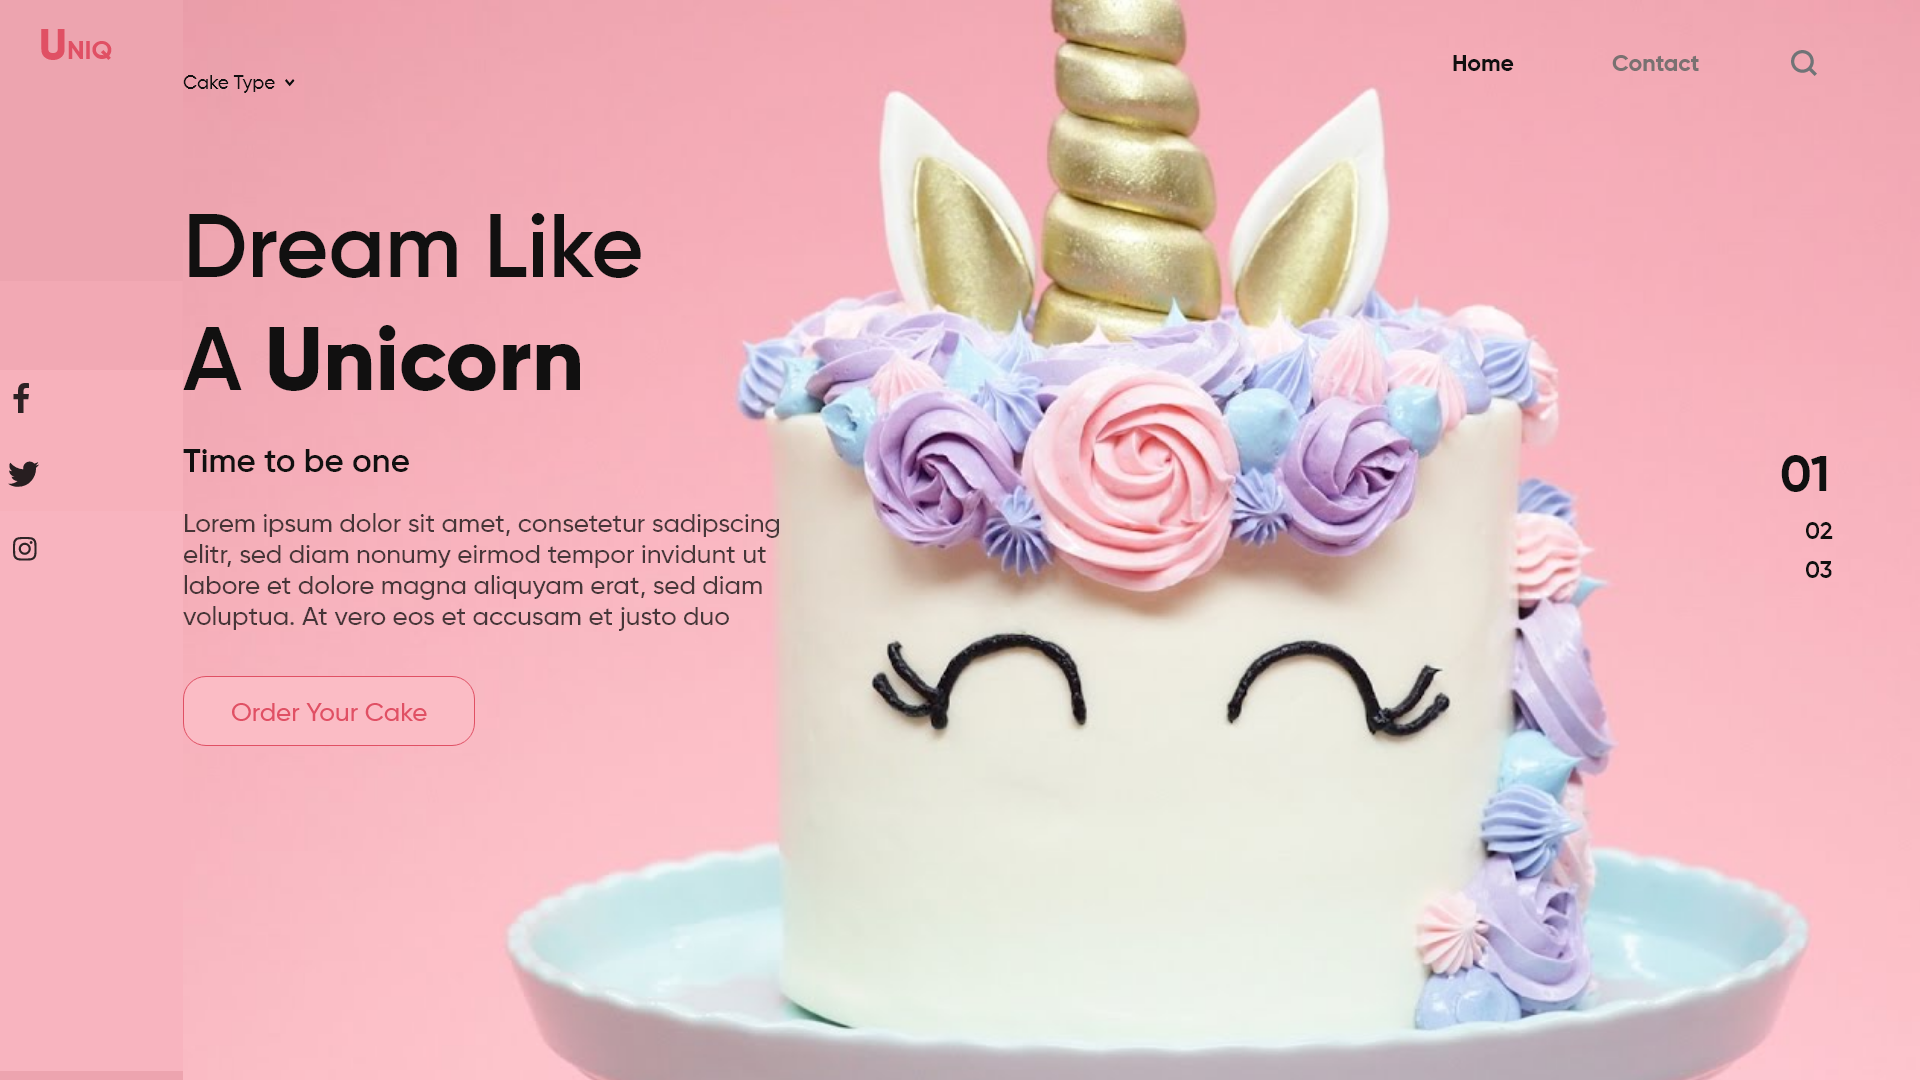 UNIQ
Cake Type
Home
Contact
Dream Like
A Unicorn
Time to be one
Lorem ipsum dolor sit amet, consetetur sadipscing
elitr, sed diam nonumy eirmod tempor invidunt ut
labore et dolore magna aliquyam erat, sed diam
voluptua. At vero eos et accusam et justo duo
Order Your Cake
01
02
03